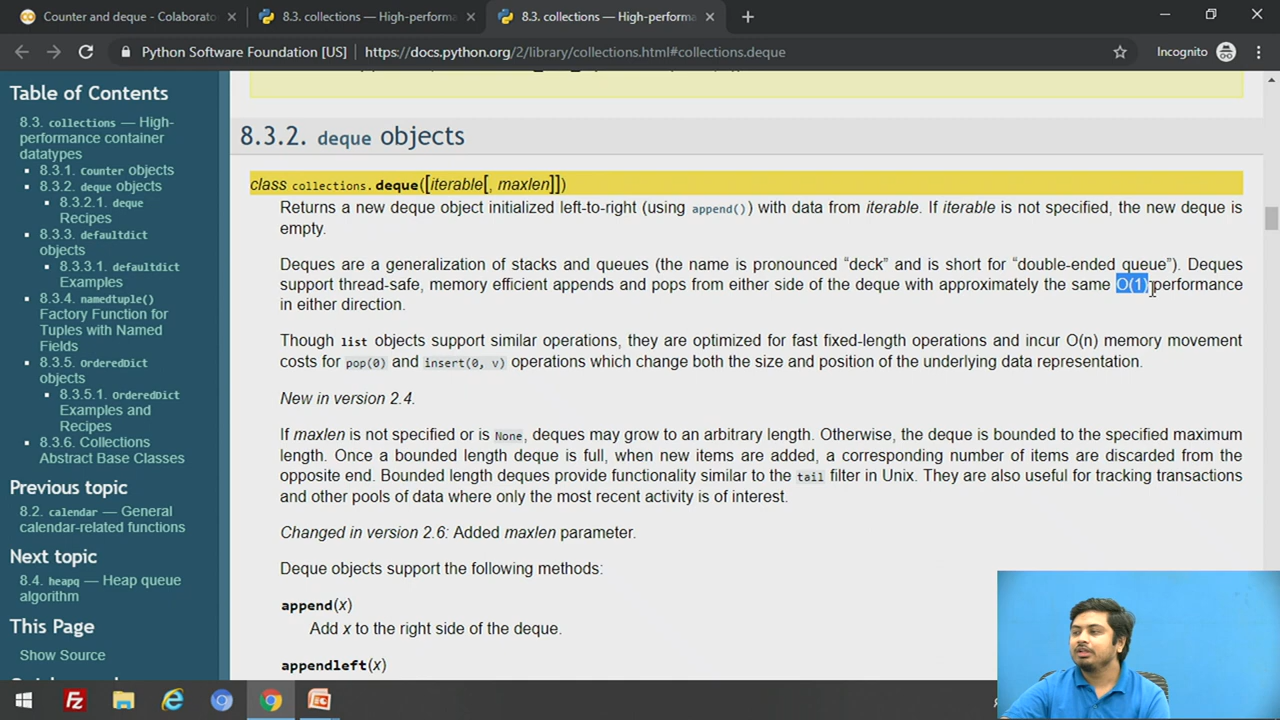 Counter and deque - Colaborato
8.3. collections — High-performa
8.3. collections — High-performa
Python Software Foundation [US]
https://docs.python.org/2/library/collections.html#collections.deque
Incognito
Table of Contents
8.3. collections — High-
performance container
datatypes
8.3.1. Counter objects
8.3.2. deque objects
8.3.2.1. deque
Recipes
8.3.3. defaultdict
objects
8.3.3.1. defaultdict
Examples
8.3.4. namedtuple()
Factory Function for
Tuples with Named
Fields
8.3.5. OrderedDict
objects
8.3.5.1. OrderedDict
Examples and
Recipes
8.3.6. Collections
Abstract Base Classes
Previous topic
8.2. calendar — General
calendar-related functions
Next topic
8.4. heapq — Heap queue
algorithm
This Page
Show Source
8.3.2. deque objects
class collections.deque([iterable[, maxlen]])
Returns a new deque object initialized left-to-right (using append()) with data from iterable. If iterable is not specified, the new deque is
empty.
Deques are a generalization of stacks and queues (the name is pronounced “deck” and is short for “double-ended queue”). Deques
support thread-safe, memory efficient appends and pops from either side of the deque with approximately the same O(1) performance
in either direction.
Though list objects support similar operations, they are optimized for fast fixed-length operations and incur O(n) memory movement
costs for pop(0) and insert(0, v) operations which change both the size and position of the underlying data representation.
New in version 2.4.
If maxlen is not specified or is None, deques may grow to an arbitrary length. Otherwise, the deque is bounded to the specified maximum
length. Once a bounded length deque is full, when new items are added, a corresponding number of items are discarded from the
opposite end. Bounded length deques provide functionality similar to the tail filter in Unix. They are also useful for tracking transactions
and other pools of data where only the most recent activity is of interest.
Changed in version 2.6: Added maxlen parameter.
Deque objects support the following methods:
append(x)
Add x to the right side of the deque.
appendleft(x)